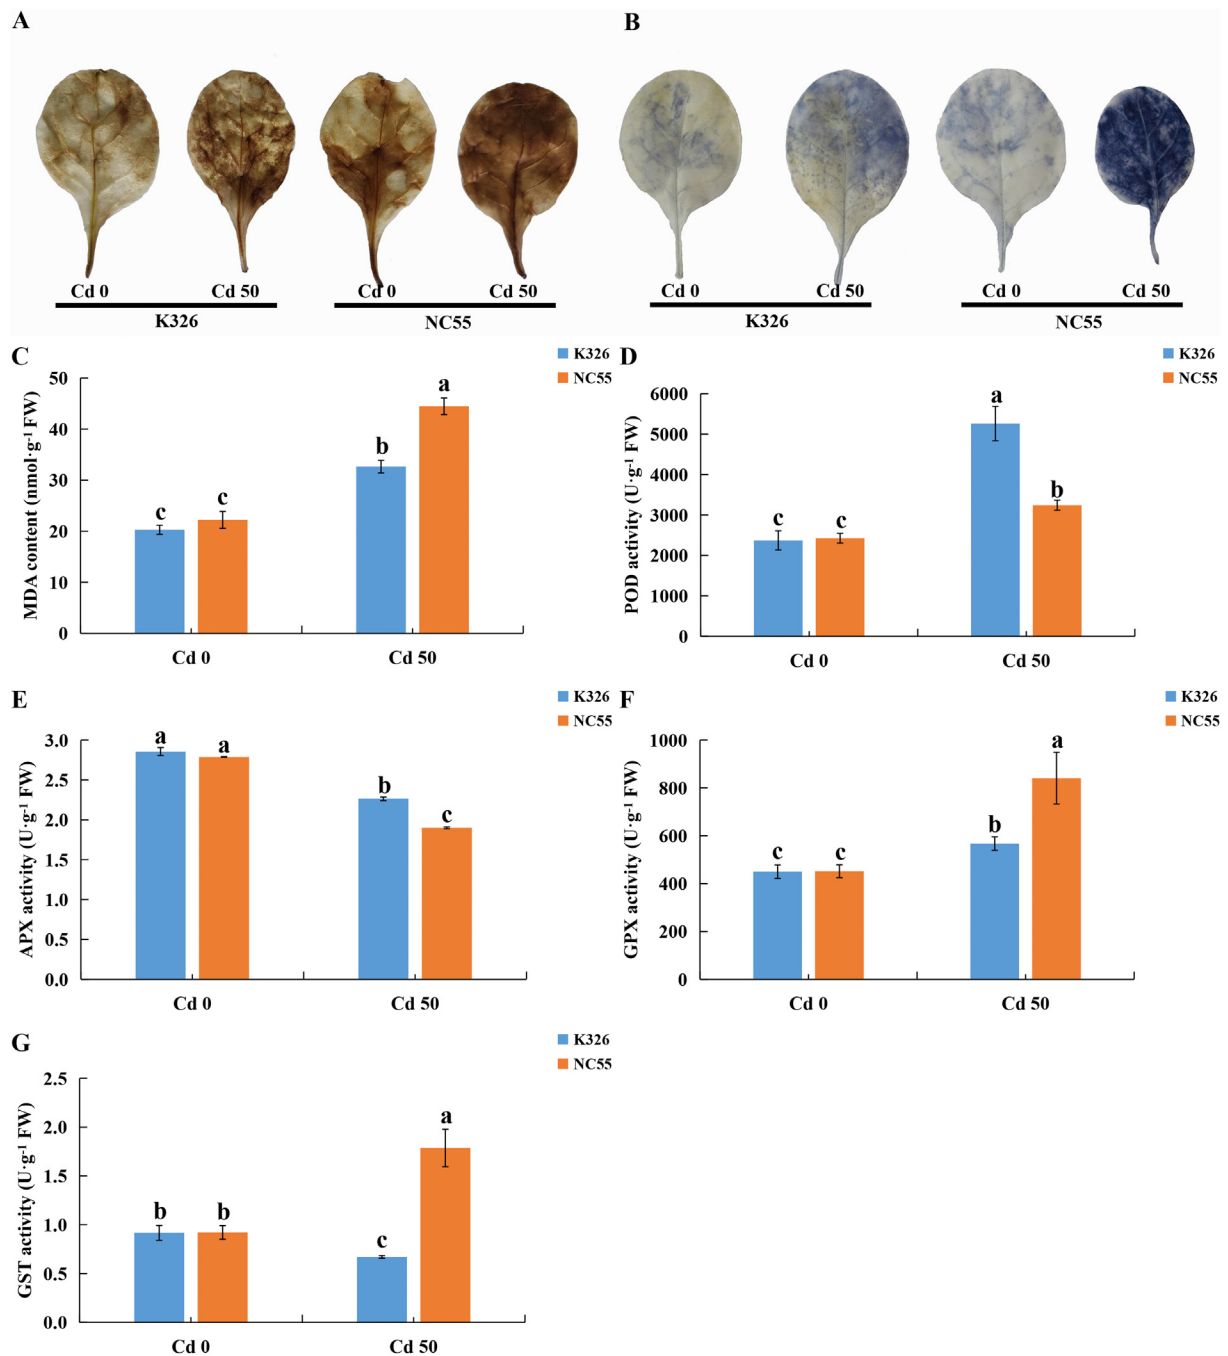 A
B
Cd 0 Cd 50 Cd 0 Cd 50
K326 NC55
Cd 0 Cd 50 Cd 0 Cd 50
K326 NC55
C
K326
NC55
MDA content (nmol·g⁻¹ FW)
50
40
30
20
10
0
c c b a
Cd 0 Cd 50
D
K326
NC55
POD activity (U·g⁻¹ FW)
6000
5000
4000
3000
2000
1000
0
c c a b
Cd 0 Cd 50
E
K326
NC55
APX activity (U·g⁻¹ FW)
3.0
2.5
2.0
1.5
1.0
0.5
0.0
a a b c
Cd 0 Cd 50
F
K326
NC55
GPX activity (U·g⁻¹ FW)
1000
800
600
400
200
0
c c b a
Cd 0 Cd 50
G
K326
NC55
GST activity (U·g⁻¹ FW)
2.5
2.0
1.5
1.0
0.5
0.0
b b c a
Cd 0 Cd 50